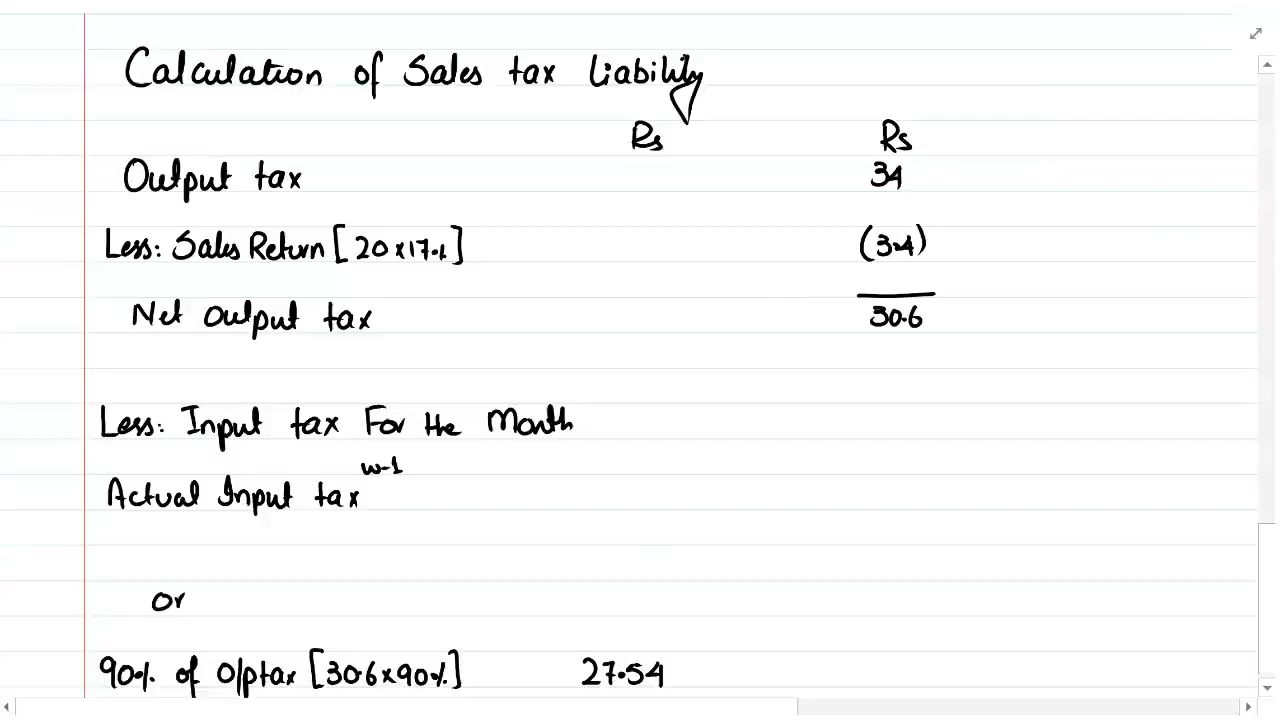 Calculation of Sales tax Liability
Rs Rs
Output tax 34
Less: Sales Return [20x17%] (3.4)
Net Output tax 30.6
Less: Input tax For the Month
w-1
Actual Input tax
Or
90% of O/ptax [30.6x90%] 27.54